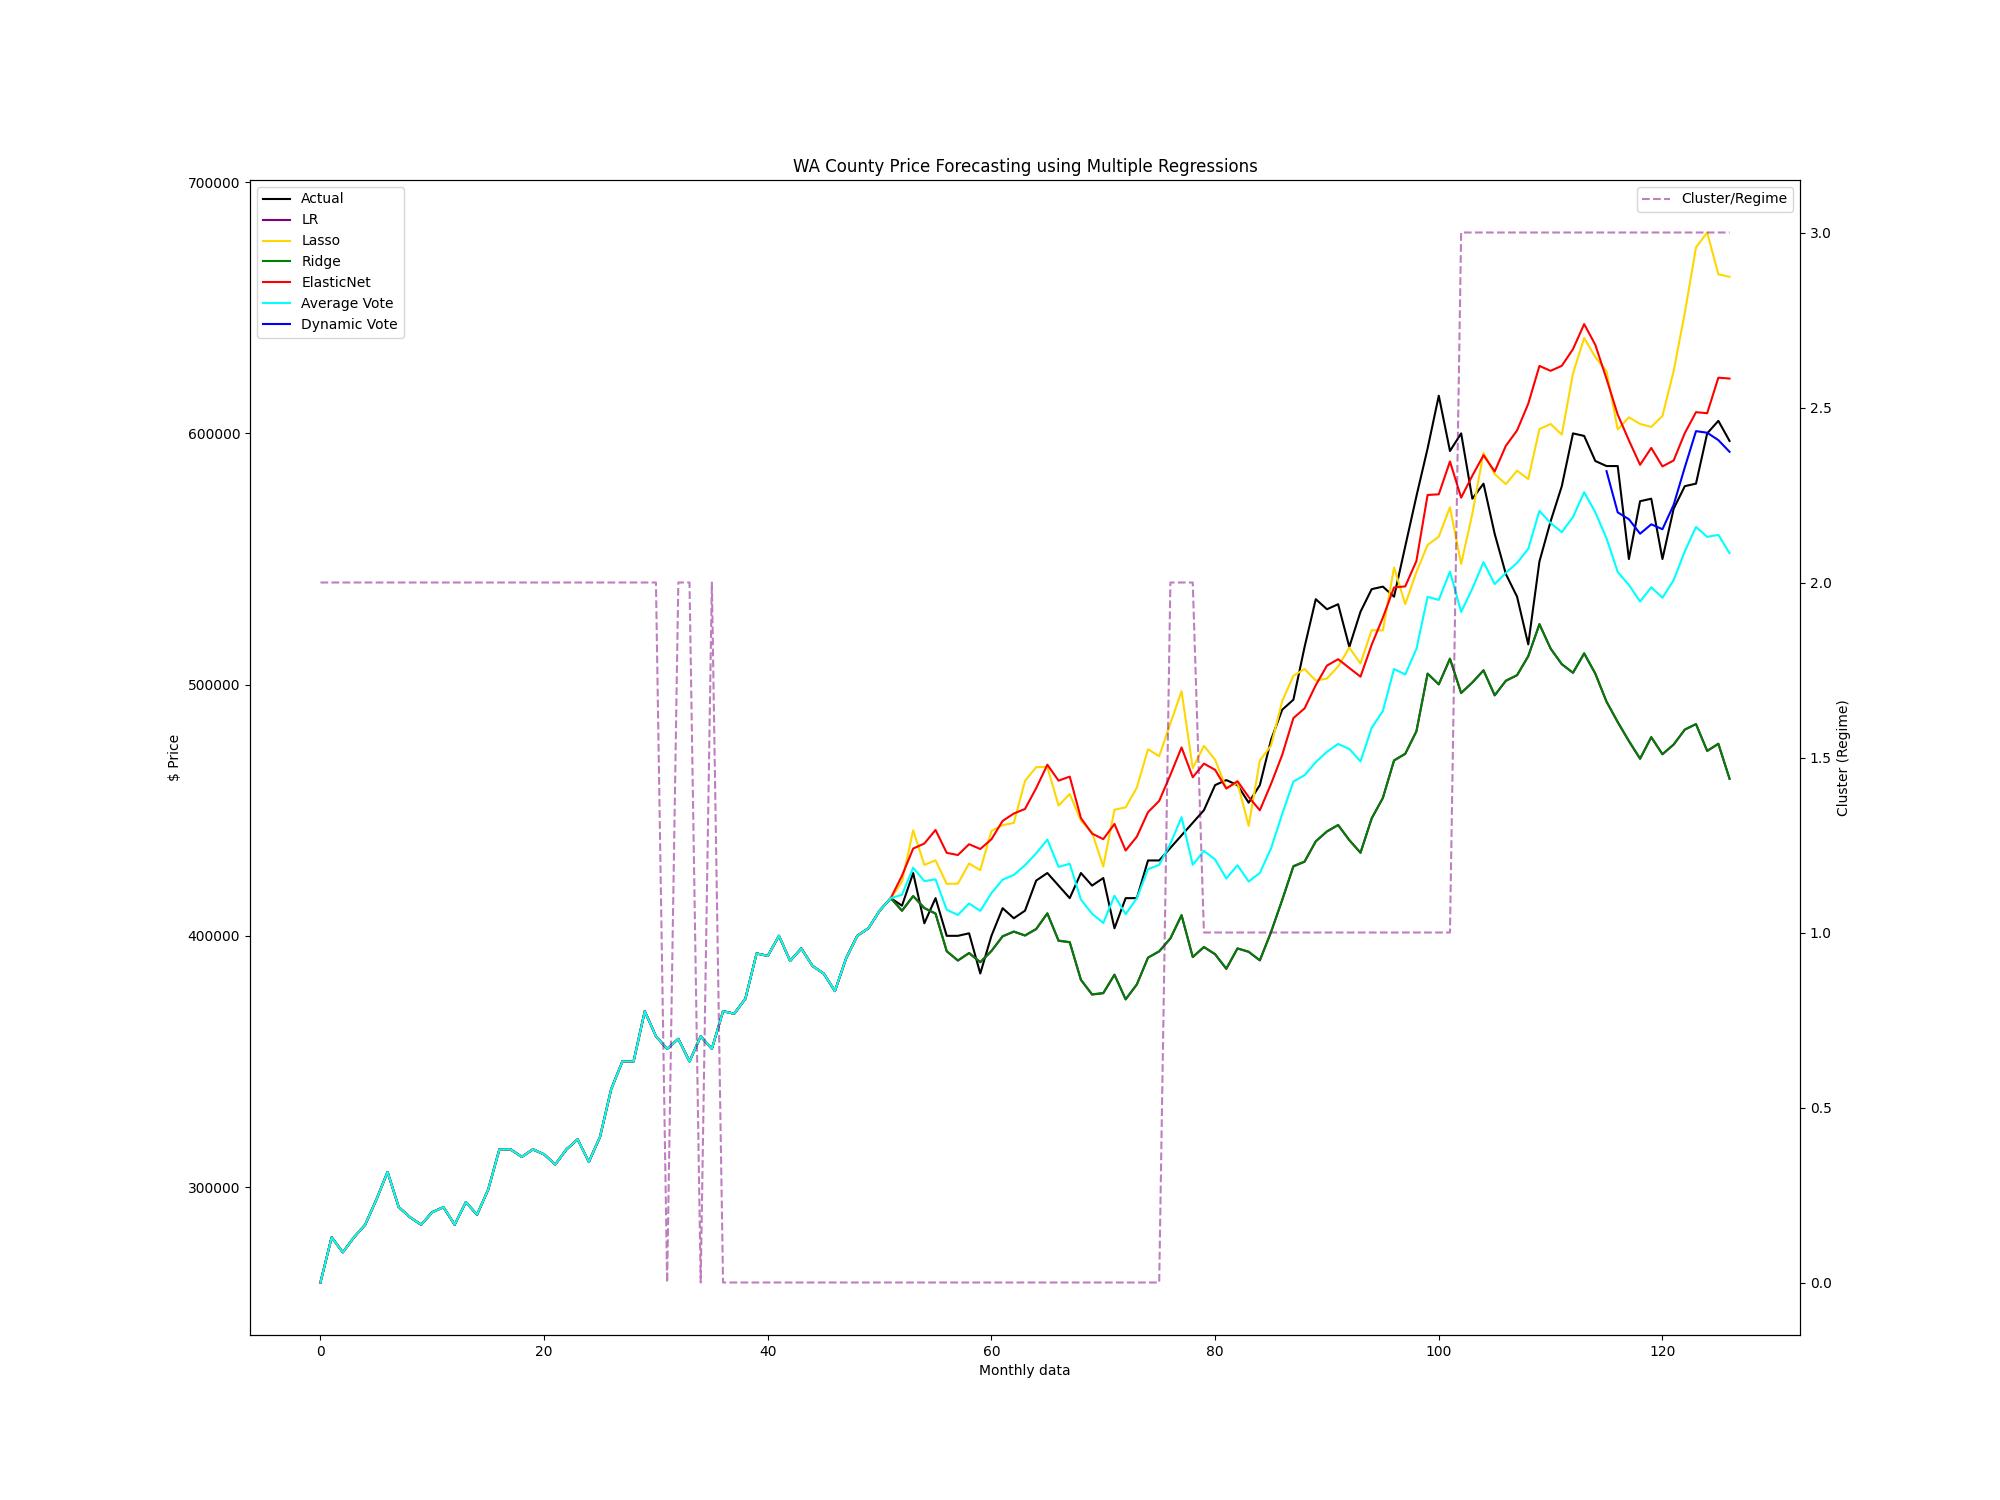 WA County Price Forecasting using Multiple Regressions
Actual
LR
Lasso
Ridge
ElasticNet
Average Vote
Dynamic Vote
Cluster/Regime
700000
600000
500000
400000
300000
$ Price
3.0
2.5
2.0
1.5
1.0
0.5
0.0
Cluster (Regime)
0
20
40
60
80
100
120
Monthly data